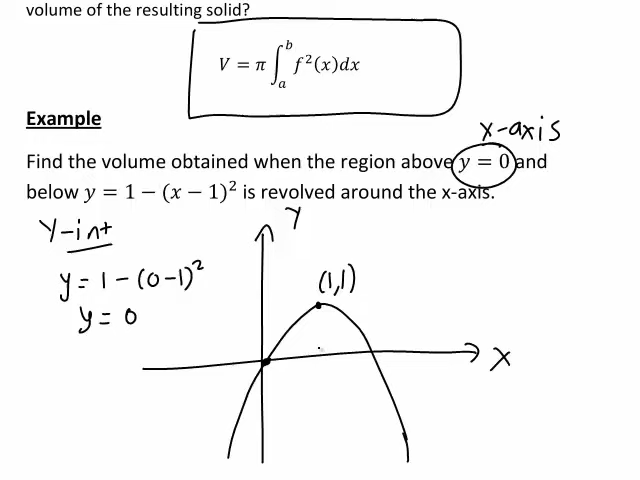 volume of the resulting solid?
V = π ∫ₐᵇ f²(x)dx
Example
x-axis
Find the volume obtained when the region above y = 0 and
below y = 1 − (x − 1)² is revolved around the x-axis.
Y-int
Y
y = 1 - (0-1)²
(1,1)
y = 0
X